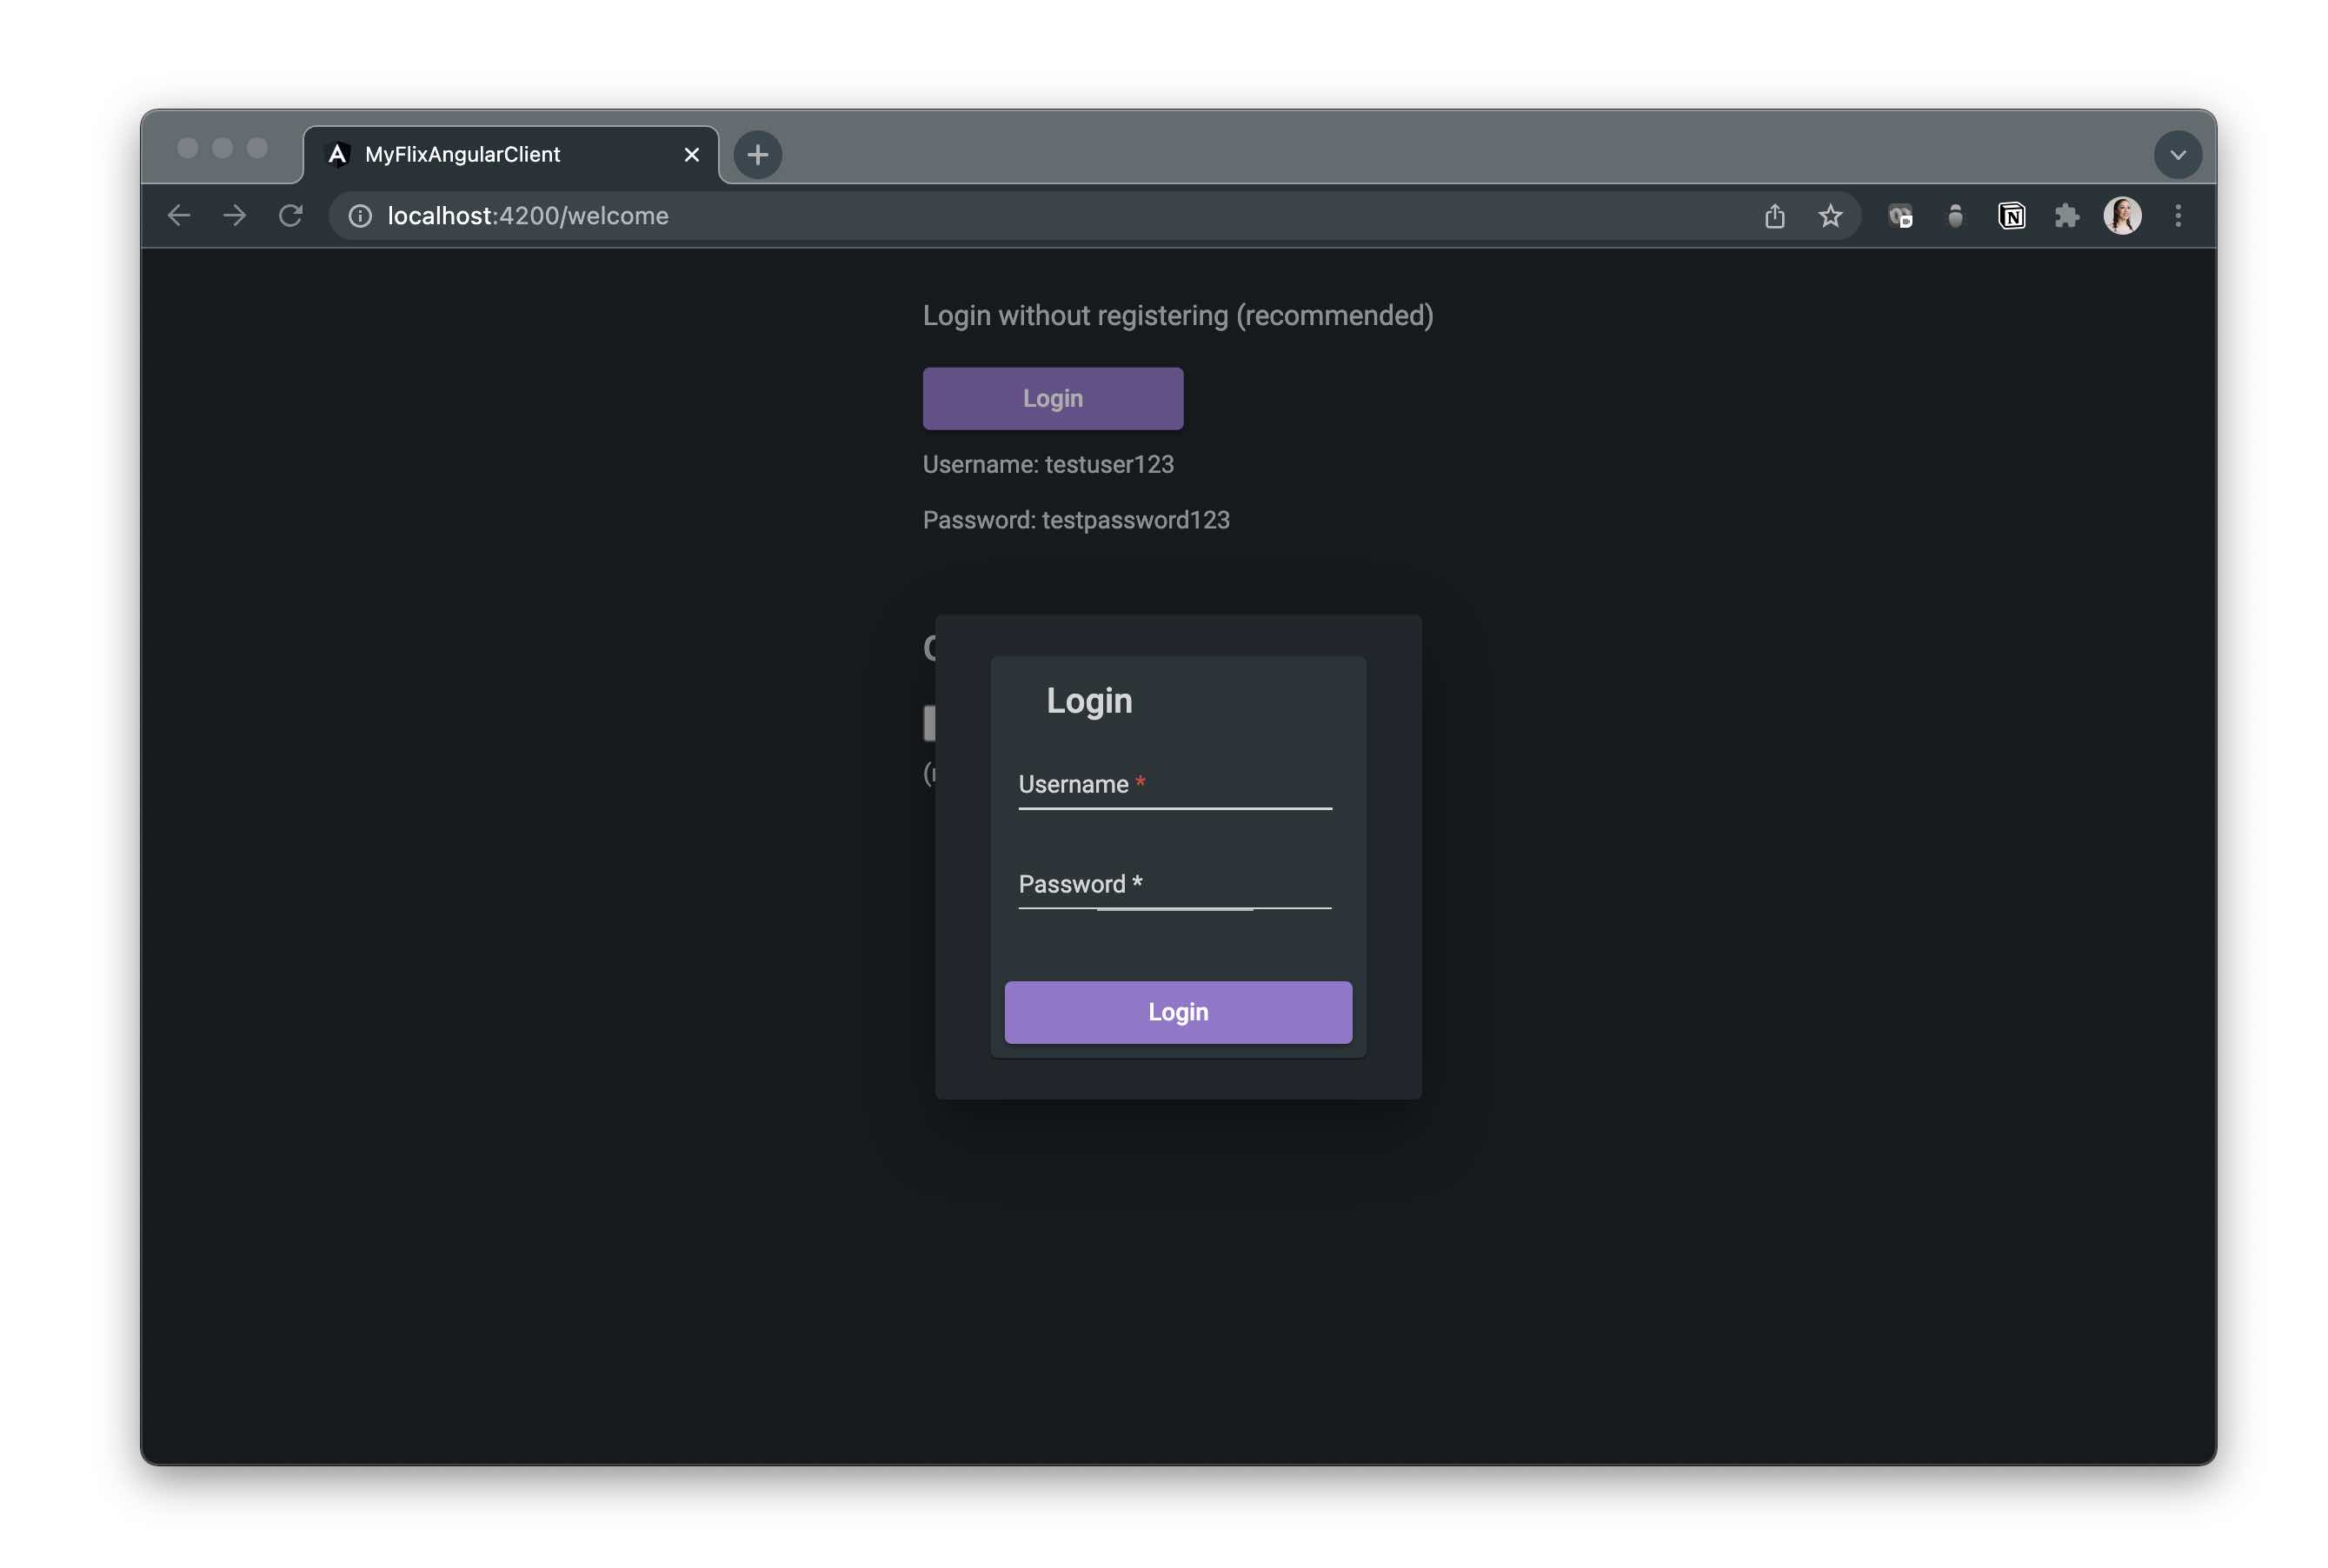 MyFlixAngularClient
localhost:4200/welcome
Login without registering (recommended)
Login
Username: testuser123
Password: testpassword123
Login
Username *
Password *
Login